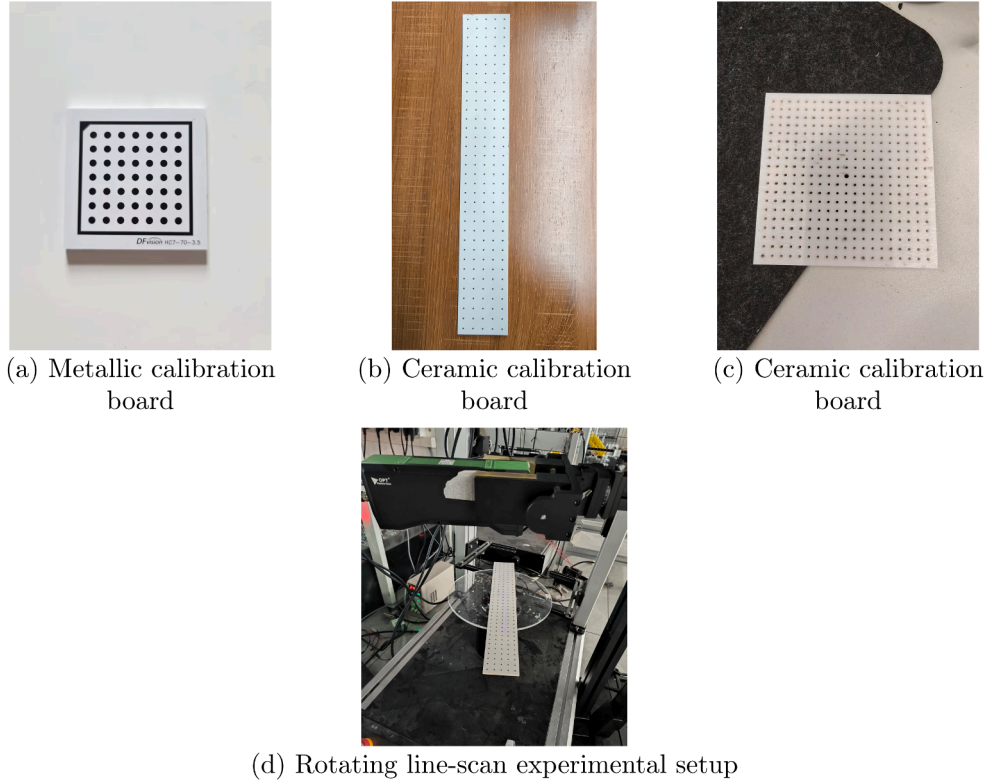 DFvision HC7-70-3.5
(a) Metallic calibration
board
(b) Ceramic calibration
board
(c) Ceramic calibration
board
OPT
(d) Rotating line-scan experimental setup